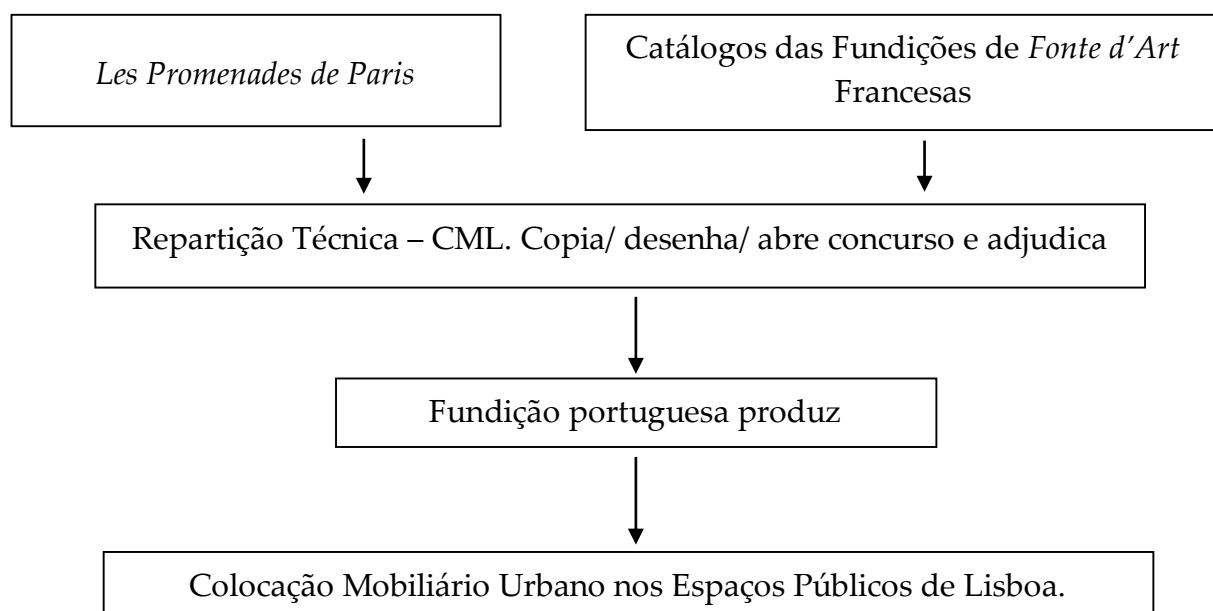 Les Promenades de Paris
Catálogos das Fundições de Fonte d’Art
Francesas
Repartição Técnica – CML. Copia/ desenha/ abre concurso e adjudica
Fundição portuguesa produz
Colocação Mobiliário Urbano nos Espaços Públicos de Lisboa.